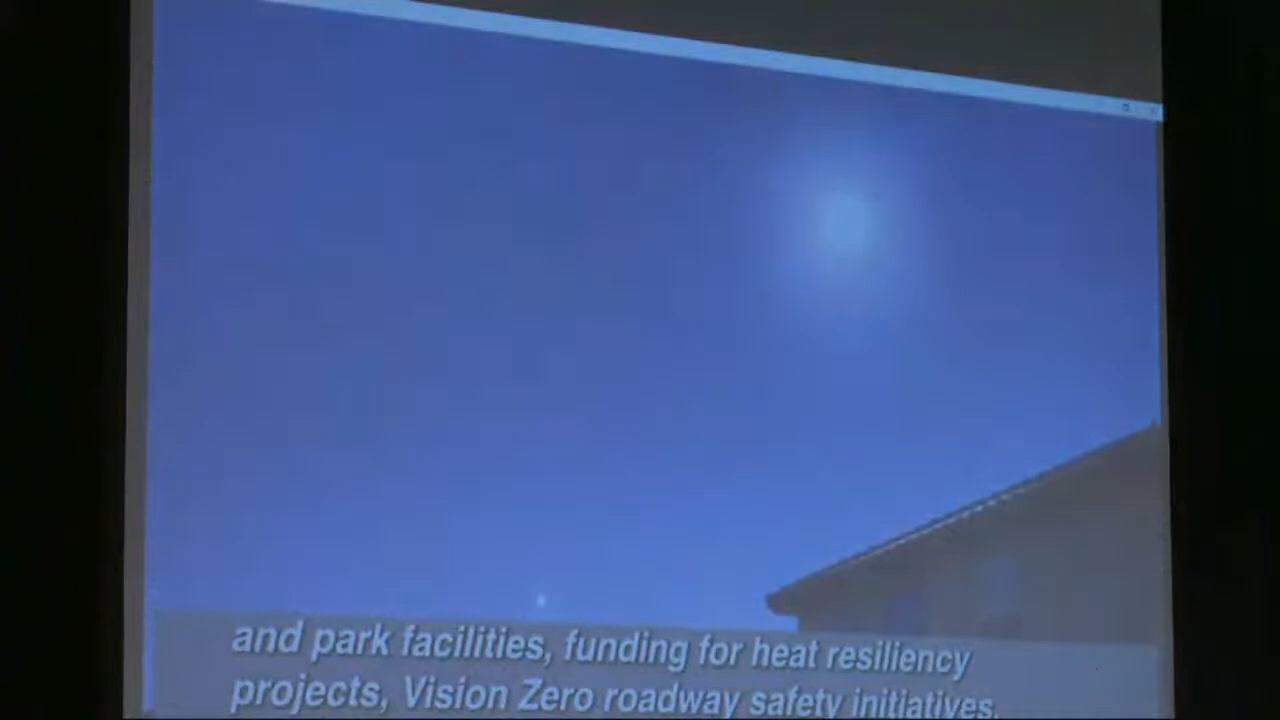 and park facilities, funding for heat resiliency
projects, Vision Zero roadway safety initiatives,